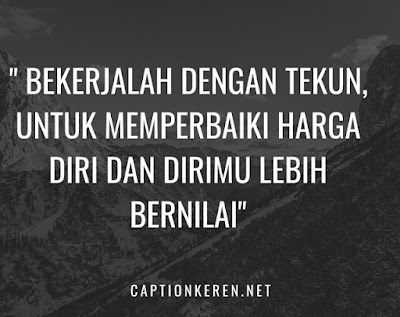 " BEKERJALAH DENGAN TEKUN,
UNTUK MEMPERBAIKI HARGA
DIRI DAN DIRIMU LEBIH
BERNILAI"
CAPTIONKEREN.NET